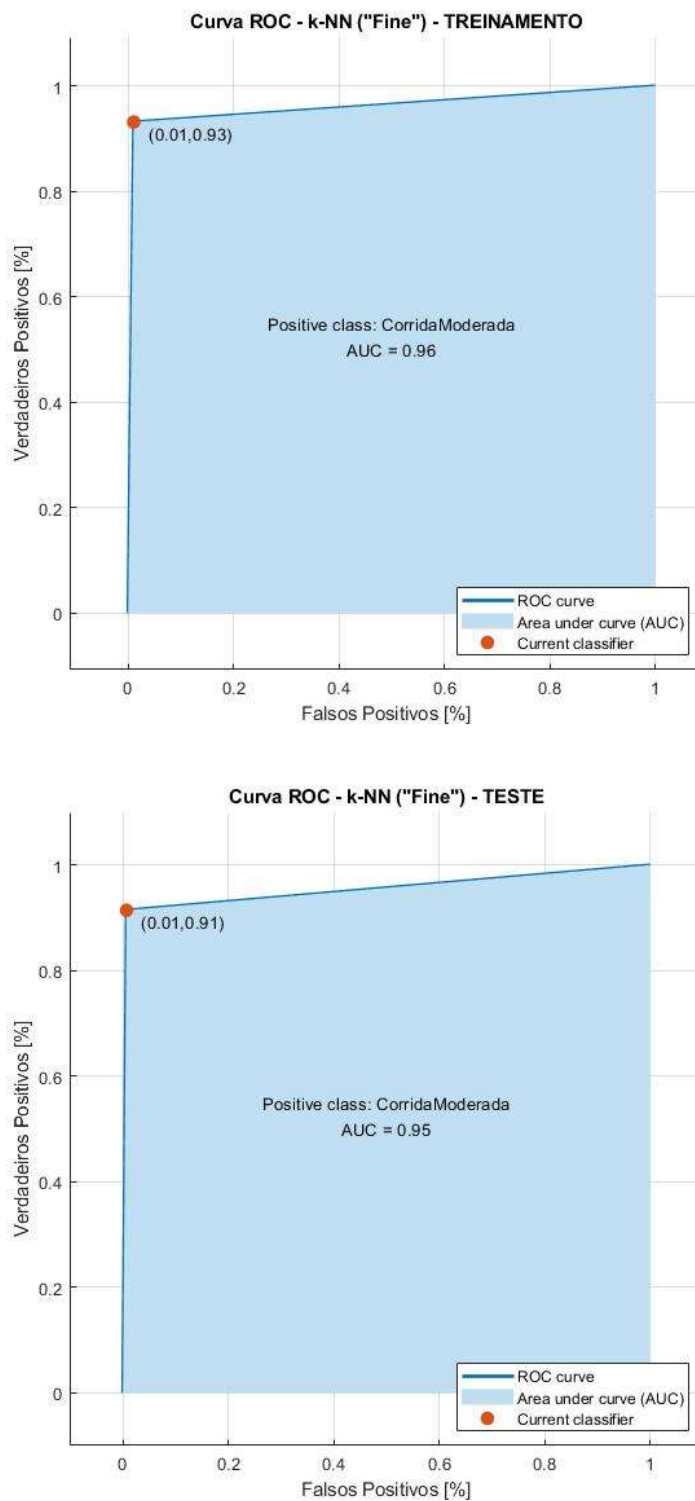 Curva ROC - k-NN ("Fine") - TREINAMENTO
1
0.8
0.6
0.4
0.2
0
Verdadeiros Positivos [%]
(0.01,0.93)
Positive class: CorridaModerada
AUC = 0.96
ROC curve
Area under curve (AUC)
Current classifier
0 0.2 0.4 0.6 0.8 1
Falsos Positivos [%]
Curva ROC - k-NN ("Fine") - TESTE
1
0.8
0.6
0.4
0.2
0
Verdadeiros Positivos [%]
(0.01,0.91)
Positive class: CorridaModerada
AUC = 0.95
ROC curve
Area under curve (AUC)
Current classifier
0 0.2 0.4 0.6 0.8 1
Falsos Positivos [%]